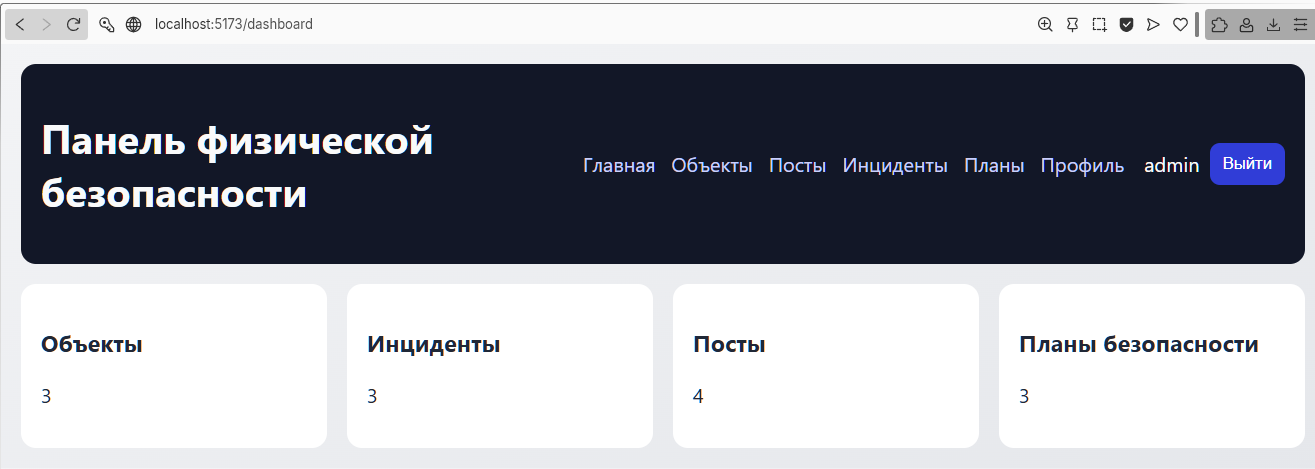 localhost:5173/dashboard
Панель физической
безопасности
Главная Объекты Посты Инциденты Планы Профиль admin Выйти
Объекты
3
Инциденты
3
Посты
4
Планы безопасности
3